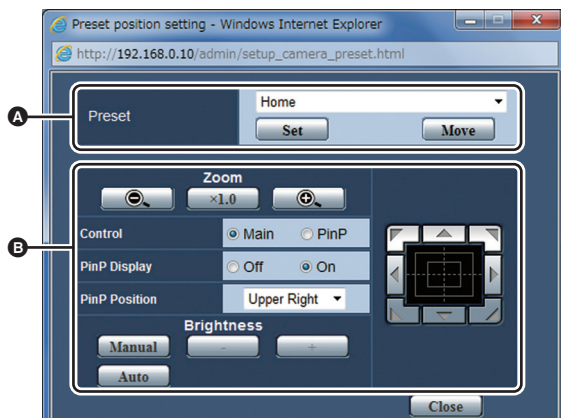 Preset position setting - Windows Internet Explorer
http://192.168.0.10/admin/setup_camera_preset.html
A
Preset
Home
Set Move
B
Zoom
×1.0
Control Main PinP
PinP Display Off On
PinP Position Upper Right
Brightness
Manual - +
Auto
Close